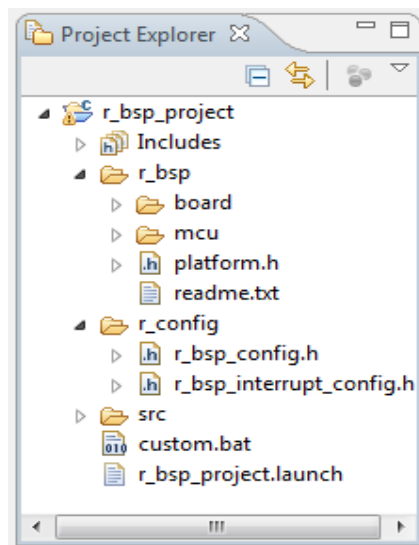 Project Explorer
r_bsp_project
Includes
r_bsp
board
mcu
platform.h
readme.txt
r_config
r_bsp_config.h
r_bsp_interrupt_config.h
src
custom.bat
r_bsp_project.launch